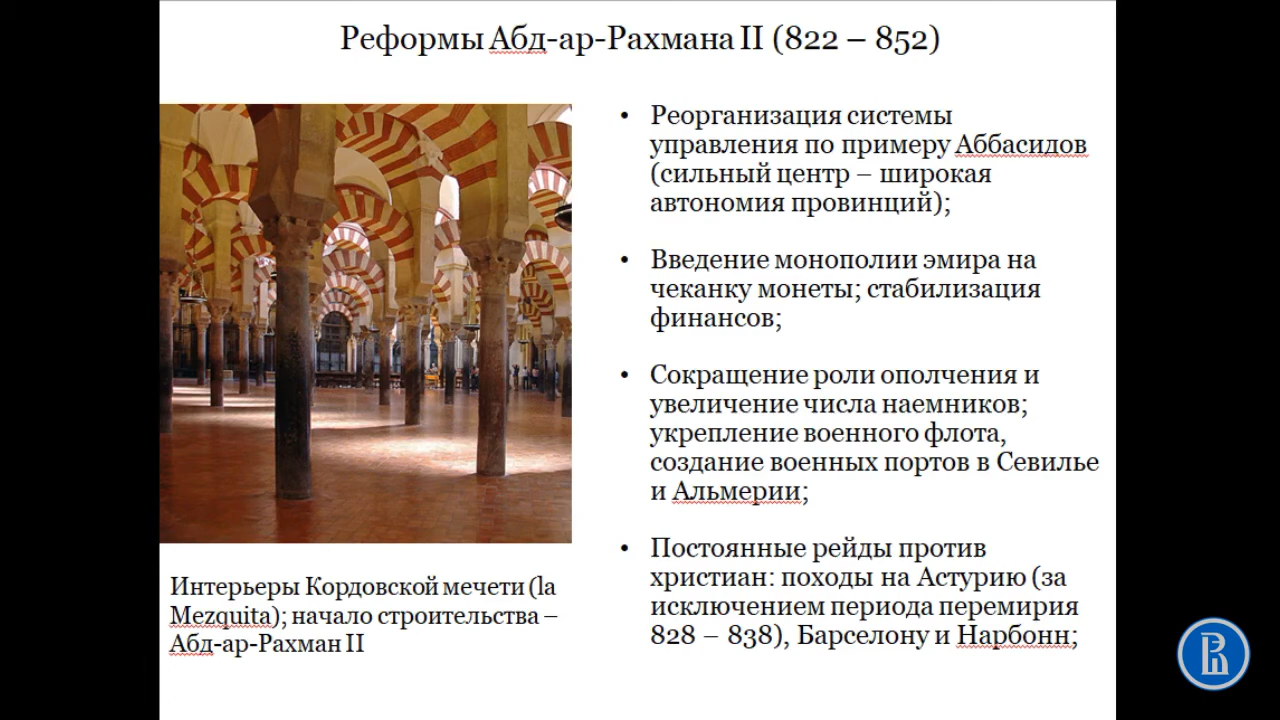 Реформы Абд-ар-Рахмана II (822 – 852)
• Реорганизация системы
управления по примеру Аббасидов
(сильный центр – широкая
автономия провинций);
• Введение монополии эмира на
чеканку монеты; стабилизация
финансов;
• Сокращение роли ополчения и
увеличение числа наемников;
укрепление военного флота,
создание военных портов в Севилье
и Альмерии;
• Постоянные рейды против
христиан: походы на Астурию (за
исключением периода перемирия
828 – 838), Барселону и Нарбонн;
Интерьеры Кордовской мечети (la
Mezquita); начало строительства –
Абд-ар-Рахман II